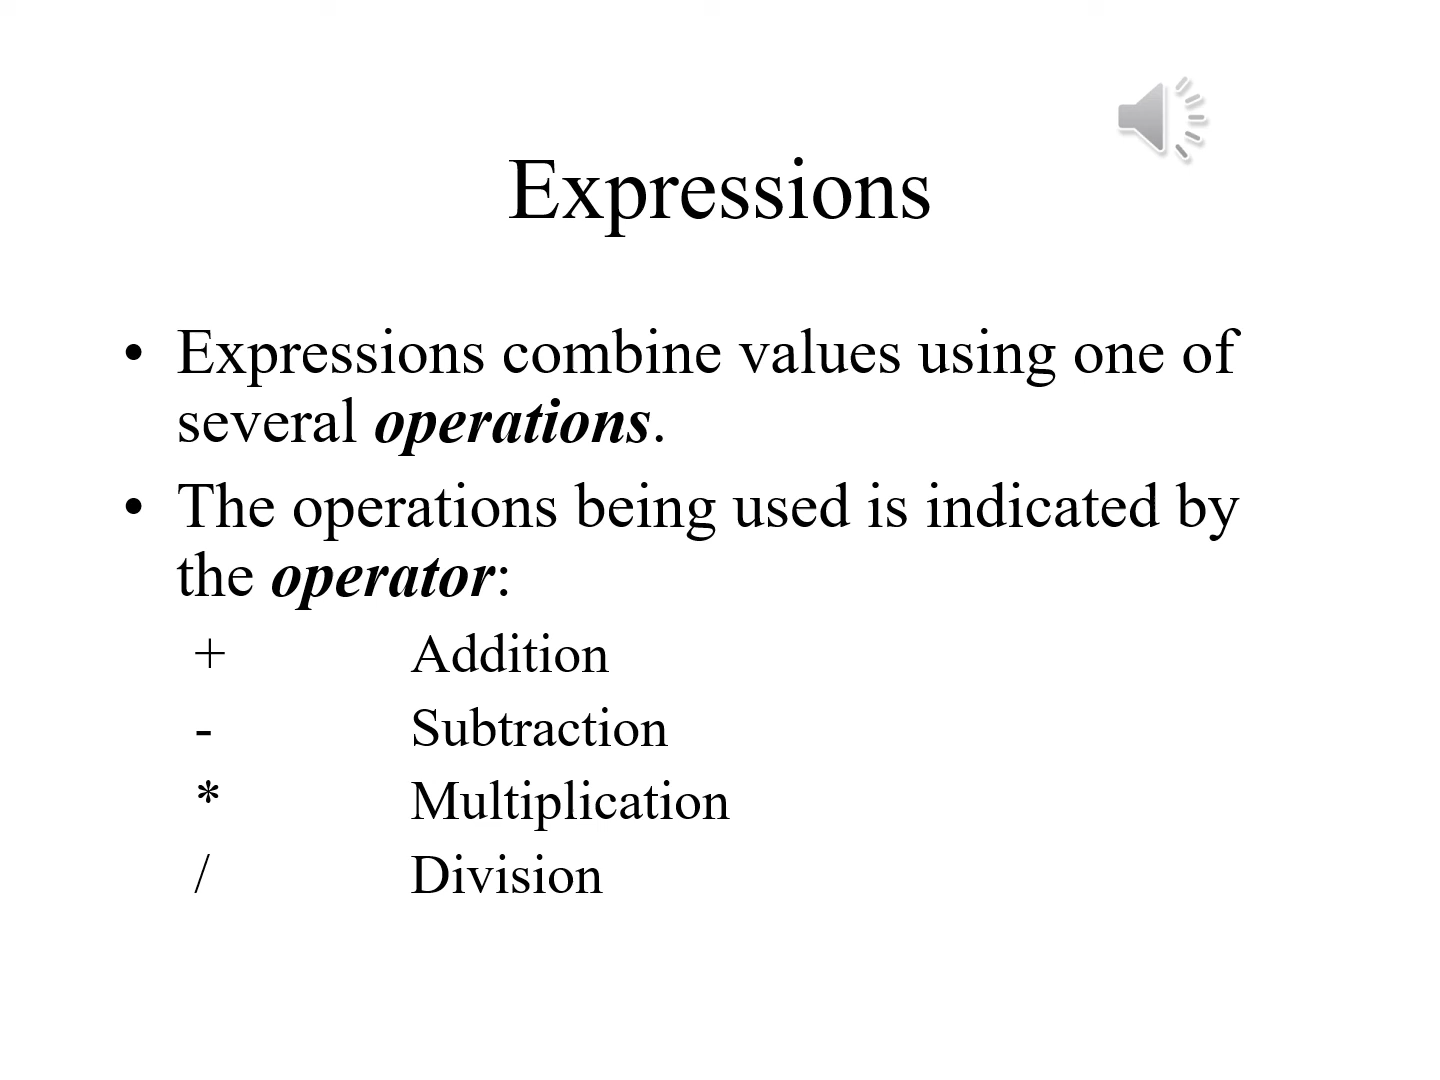 Expressions
• Expressions combine values using one of
several operations.
• The operations being used is indicated by
the operator:
+ Addition
- Subtraction
* Multiplication
/ Division